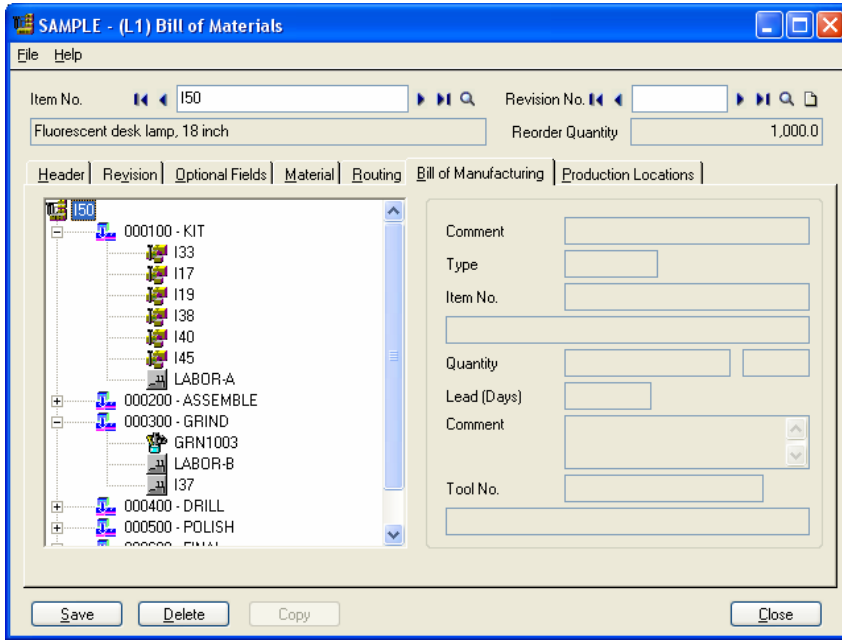 SAMPLE - (L1) Bill of Materials
File Help
Item No. I50 Revision No.
Fluorescent desk lamp, 18 inch Reorder Quantity 1,000.0
Header Revision Optional Fields Material Routing Bill of Manufacturing Production Locations
I50
000100 - KIT
I33
I17
I19
I38
I40
I45
LABOR-A
000200 - ASSEMBLE
000300 - GRIND
GRN1003
LABOR-B
I37
000400 - DRILL
000500 - POLISH
Comment
Type
Item No.
Quantity
Lead (Days)
Comment
Tool No.
Save Delete Copy Close